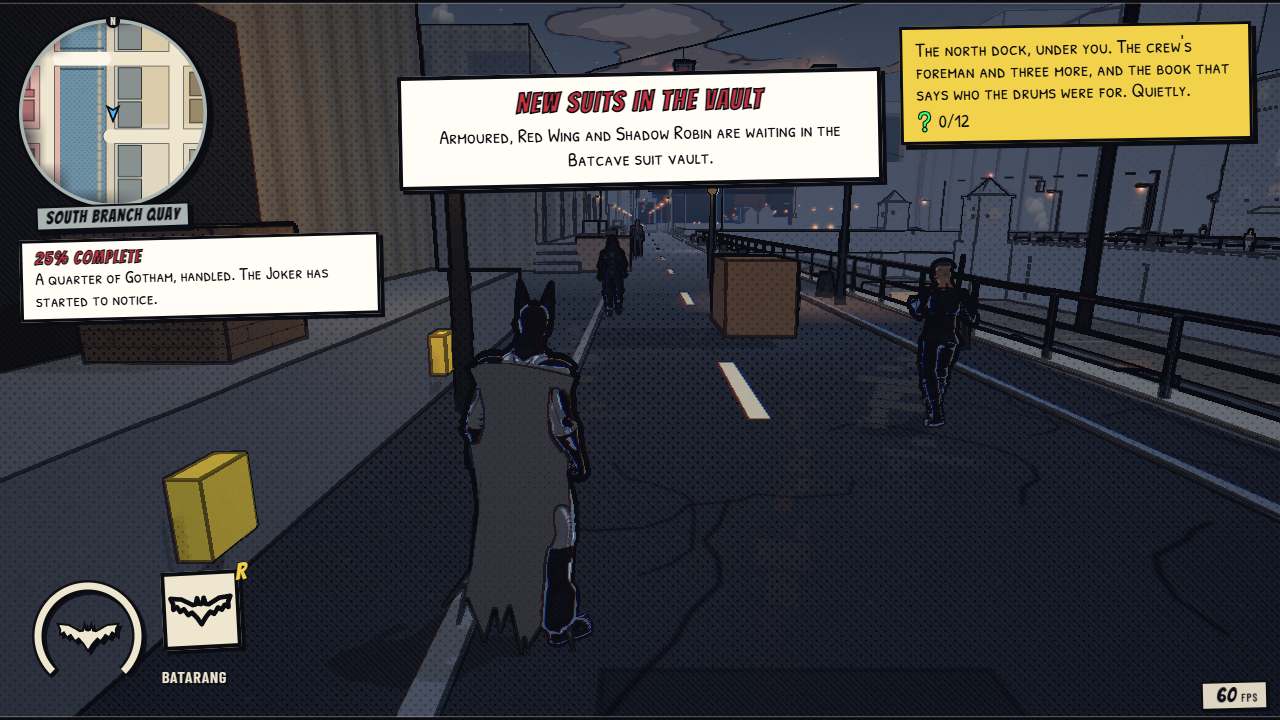 N
SOUTH BRANCH QUAY
25% COMPLETE
A QUARTER OF GOTHAM, HANDLED. THE JOKER HAS
STARTED TO NOTICE.
NEW SUITS IN THE VAULT
ARMOURED, RED WING AND SHADOW ROBIN ARE WAITING IN THE
BATCAVE SUIT VAULT.
THE NORTH DOCK, UNDER YOU. THE CREW'S
FOREMAN AND THREE MORE, AND THE BOOK THAT
SAYS WHO THE DRUMS WERE FOR. QUIETLY.
? 0/12
R
BATARANG
60 FPS